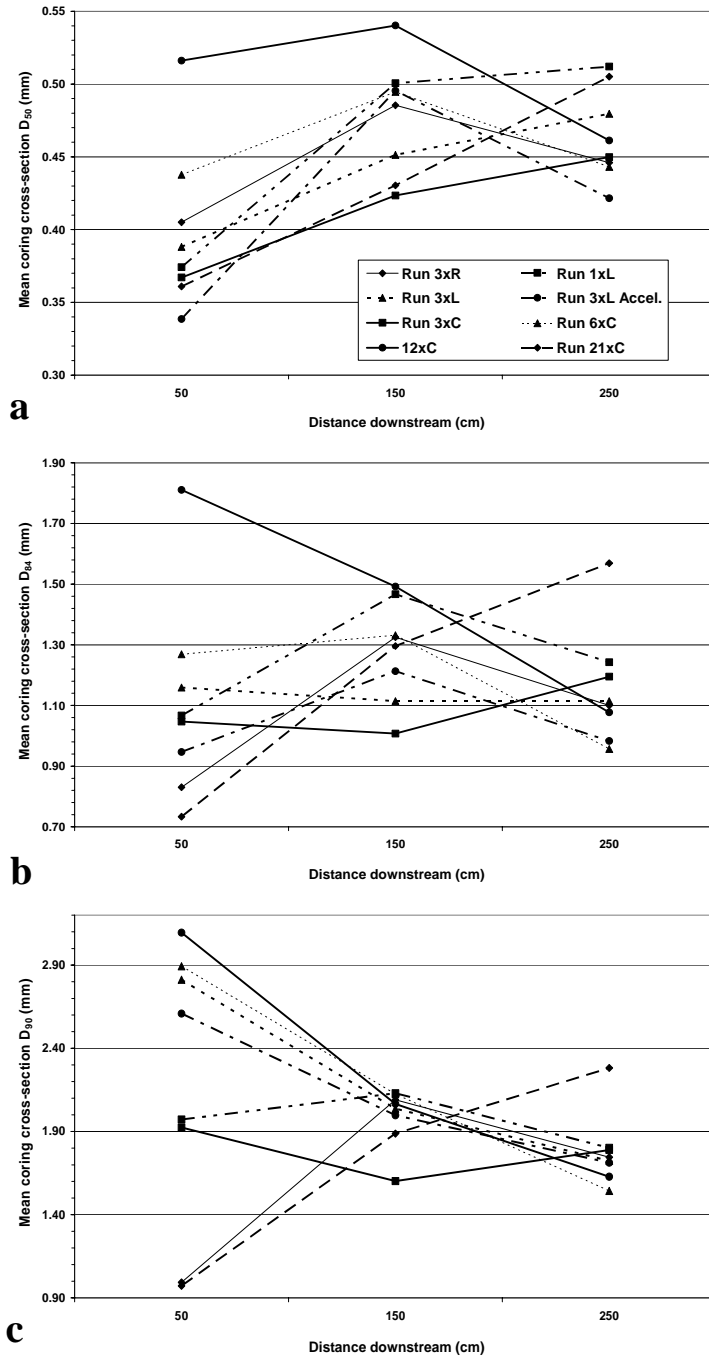 0.55
0.50
0.45
0.40
0.35
0.30
Mean coring cross-section D50 (mm)
Run 3xR
Run 1xL
Run 3xL
Run 3xL Accel.
Run 3xC
Run 6xC
12xC
Run 21xC
50
150
250
Distance downstream (cm)
a
1.90
1.70
1.50
1.30
1.10
0.90
0.70
Mean coring cross-section D84 (mm)
50
150
250
Distance downstream (cm)
b
2.90
2.40
1.90
1.40
0.90
Mean coring cross-section D90 (mm)
50
150
250
Distance downstream (cm)
c